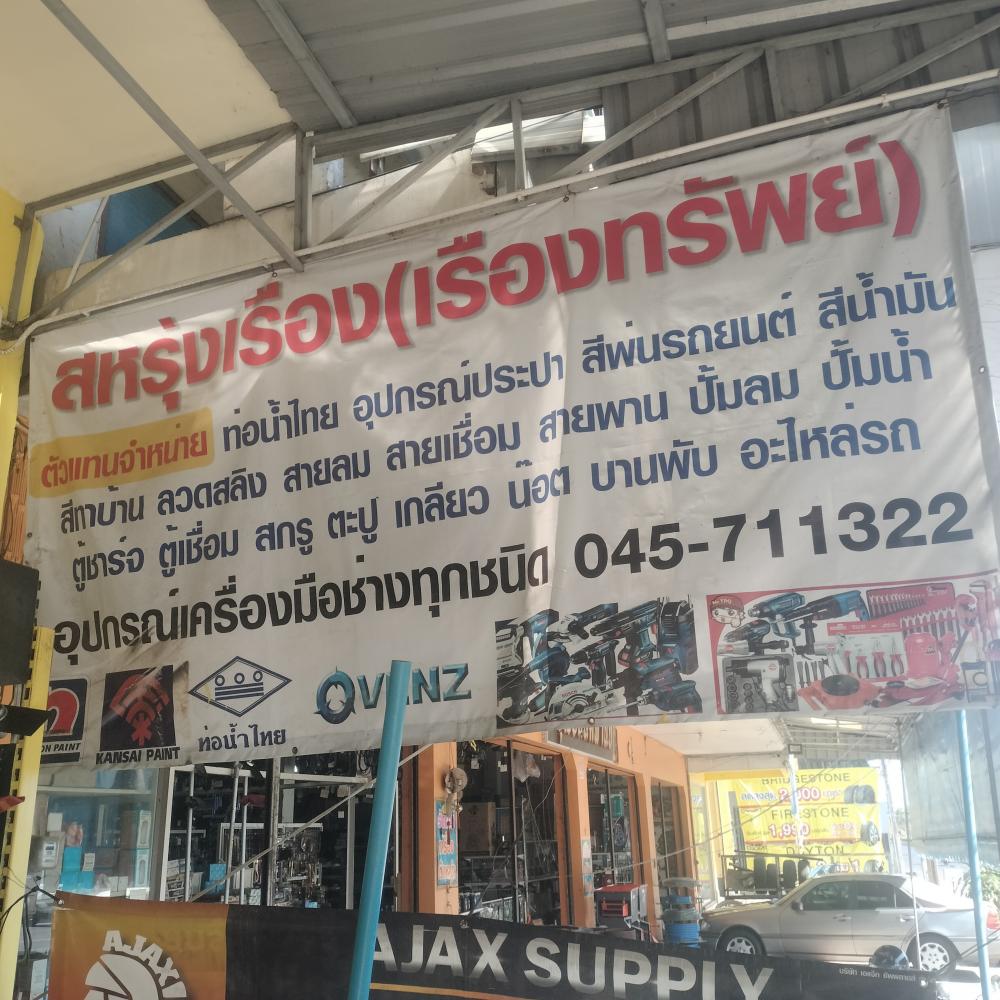 สหรุ่งเรือง(เรืองทรัพย์)
ตัวแทนจำหน่าย ท่อน้ำไทย อุปกรณ์ประปา สีพ่นรถยนต์ สีน้ำมัน
สีทาบ้าน ลวดสลิง สายลม สายเชื่อม สายพาน ปั้มลม ปั้มน้ำ
ตู้ชาร์จ ตู้เชื่อม สกรู ตะปู เกลียว น๊อต บานพับ อะไหล่รถ
อุปกรณ์เครื่องมือช่างทุกชนิด 045-711322
ON PAINT
KANSAI PAINT
ท่อน้ำไทย
BOSCH
BRIDGESTONE
FIRESTONE
1,990
DAYTON
AJAX
AJAX SUPPLY